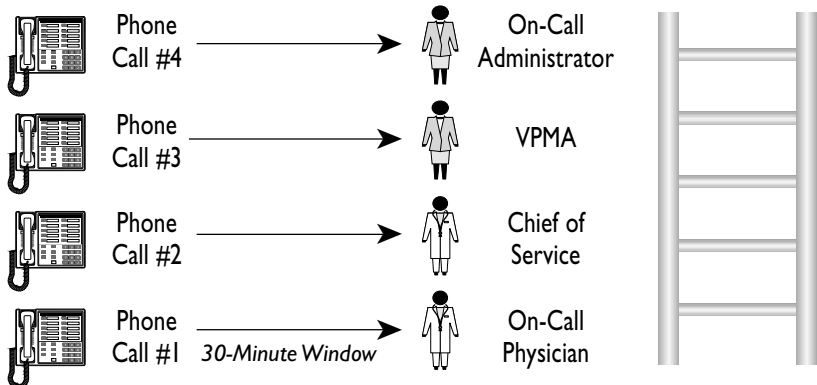 Phone
Call #4
On-Call
Administrator
Phone
Call #3
VPMA
Phone
Call #2
Chief of
Service
Phone
Call #1
30-Minute Window
On-Call
Physician